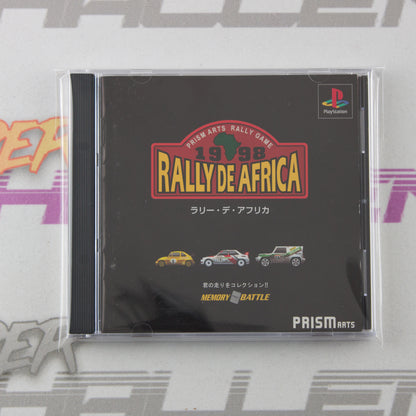 PlayStation
PRISM ARTS RALLY GAME
1998
RALLY DE AFRICA
ラリー・デ・アフリカ
君の走りをコレクション!!
MEMORY BATTLE
PRISM ARTS